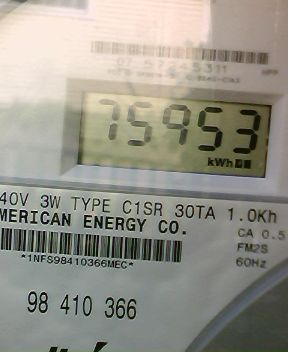 75953
kWh
40V 3W TYPE C1SR 30TA 1.0Kh
MERICAN ENERGY CO.
CA 0.5
FM2S
60Hz
*1NFS98410366MEC*
98 410 366